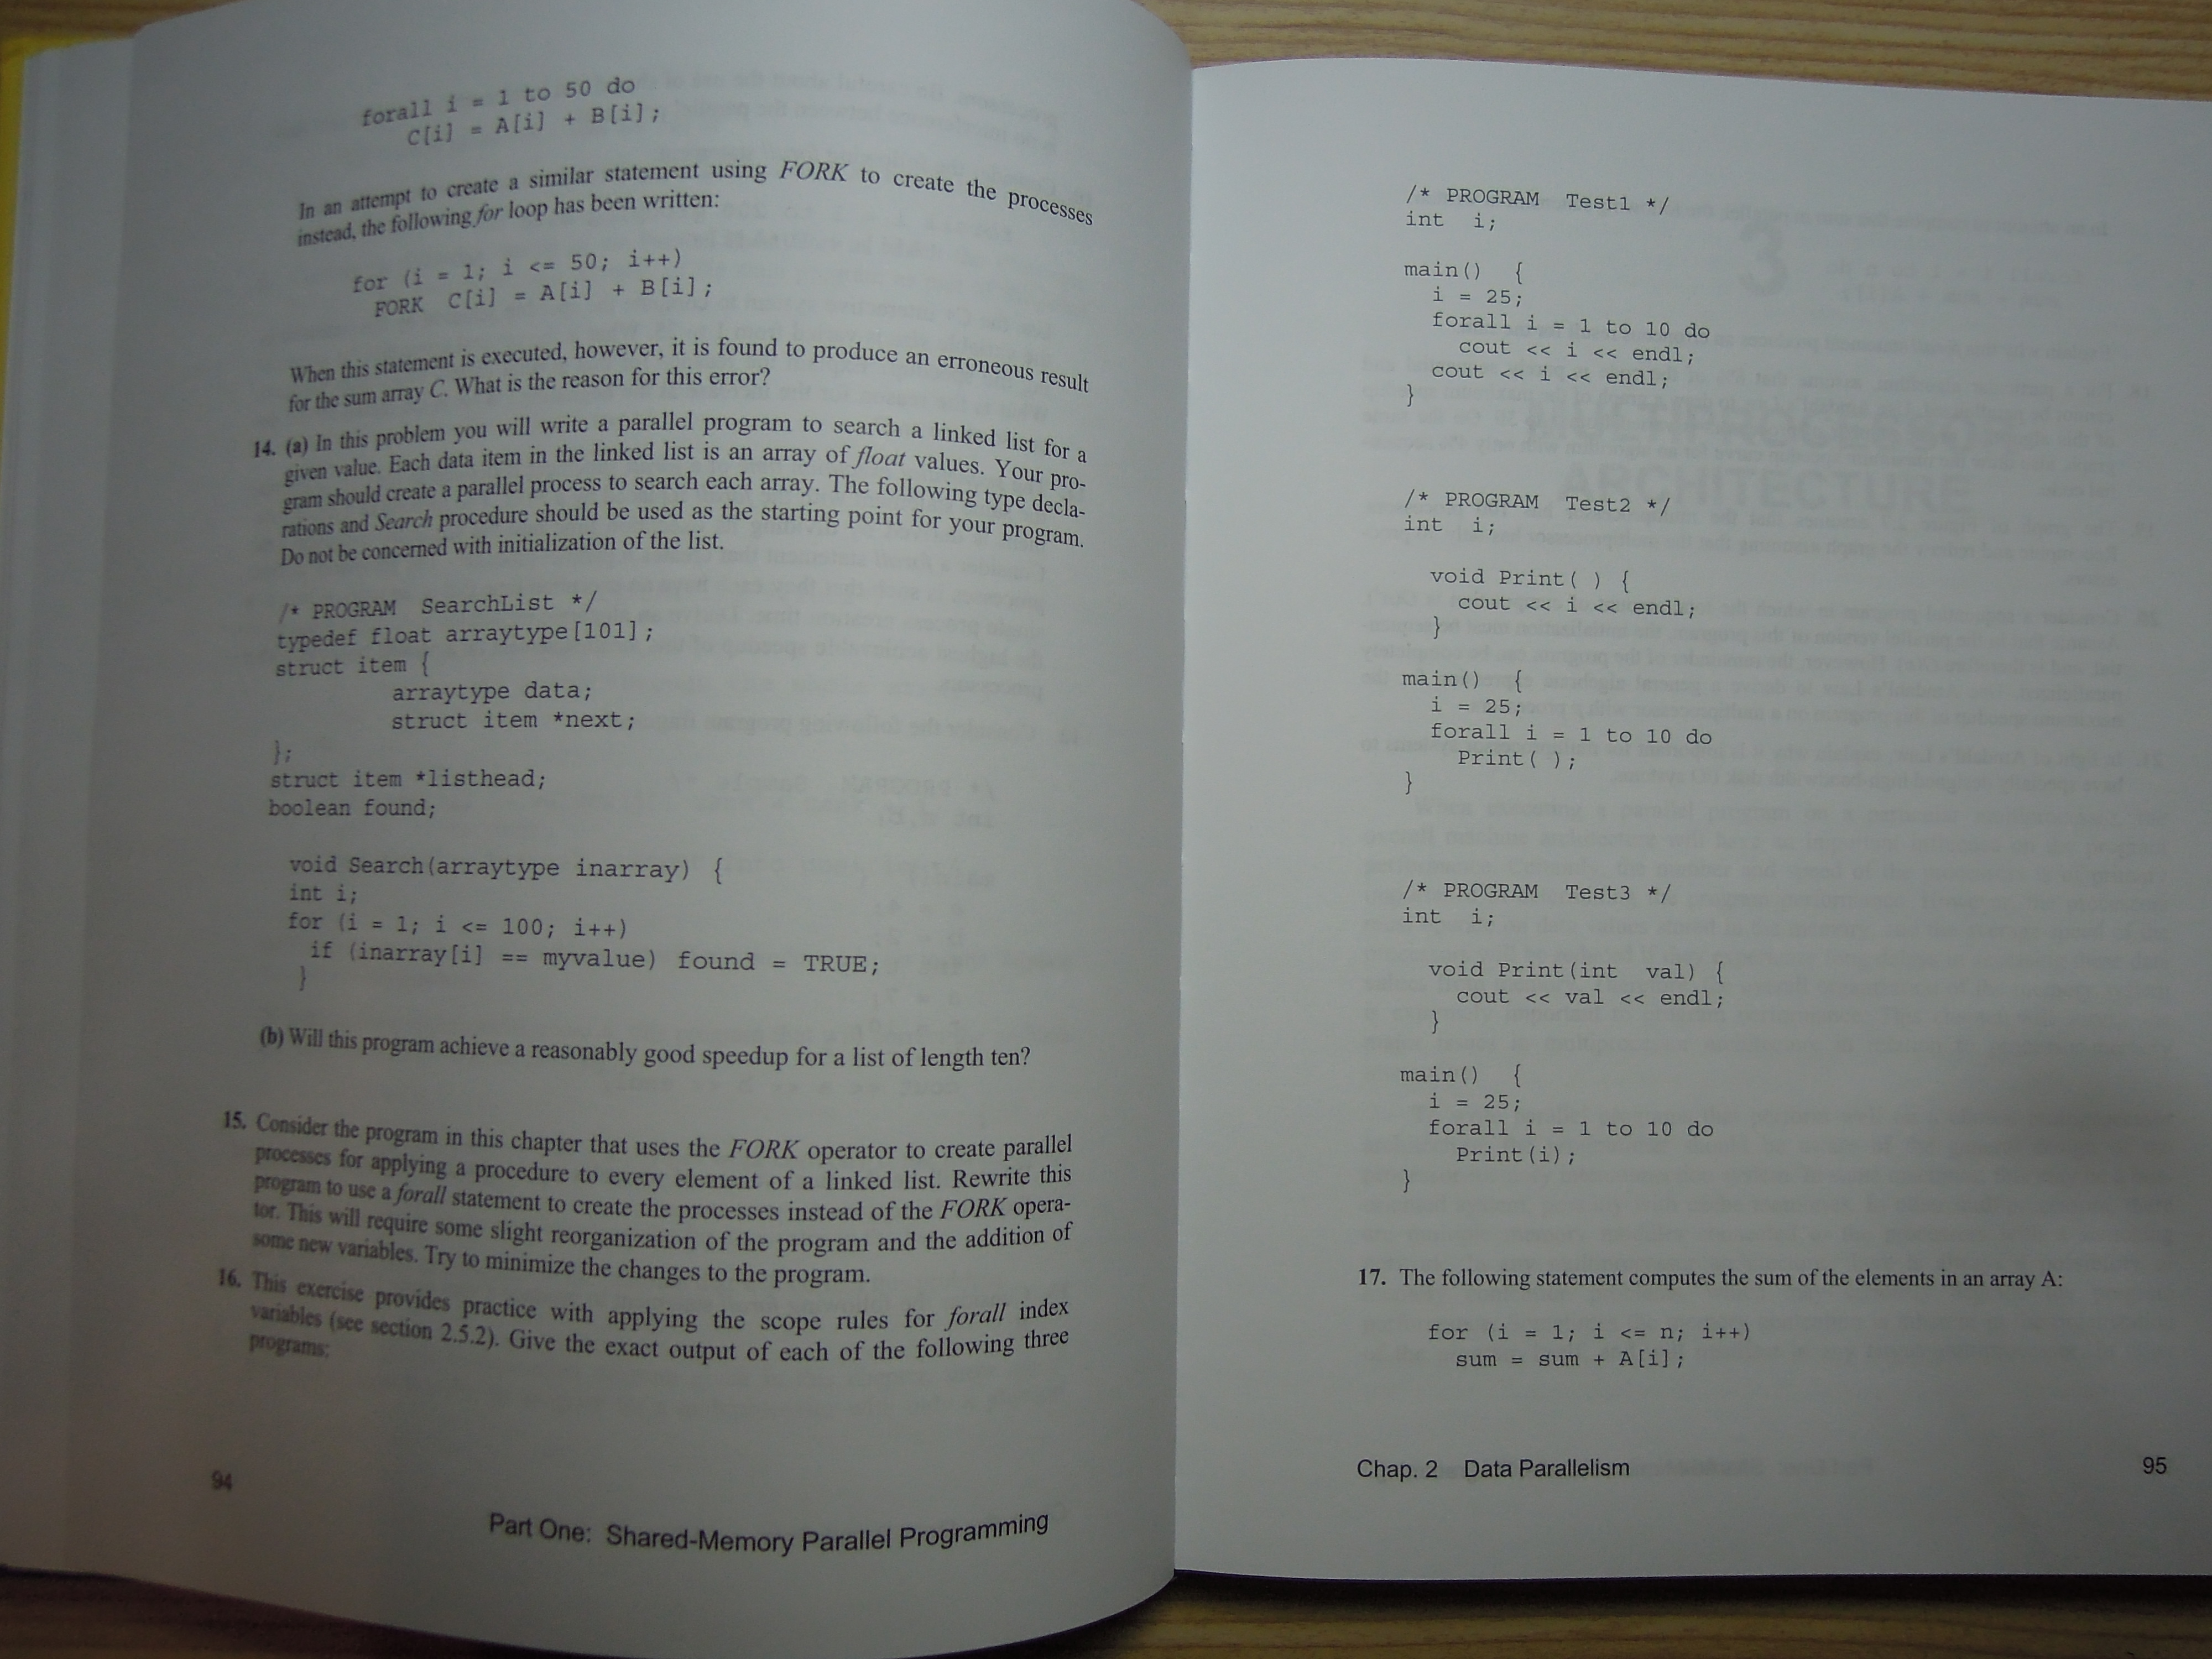 forall i = 1 to 50 do
C[i] = A[i] + B[i];
In an attempt to create a similar statement using FORK to create the processes
instead, the following for loop has been written:
for (i = 1; i <= 50; i++)
FORK C[i] = A[i] + B[i];
When this statement is executed, however, it is found to produce an erroneous result
for the sum array C. What is the reason for this error?
14. (a) In this problem you will write a parallel program to search a linked list for a
given value. Each data item in the linked list is an array of float values. Your pro-
gram should create a parallel process to search each array. The following type decla-
rations and Search procedure should be used as the starting point for your program.
Do not be concerned with initialization of the list.
/* PROGRAM SearchList */
typedef float arraytype[101];
struct item {
arraytype data;
struct item *next;
};
struct item *listhead;
boolean found;
void Search(arraytype inarray) {
int i;
for (i = 1; i <= 100; i++)
if (inarray[i] == myvalue) found = TRUE;
}
(b) Will this program achieve a reasonably good speedup for a list of length ten?
15. Consider the program in this chapter that uses the FORK operator to create parallel
processes for applying a procedure to every element of a linked list. Rewrite this
program to use a forall statement to create the processes instead of the FORK opera-
tor. This will require some slight reorganization of the program and the addition of
some new variables. Try to minimize the changes to the program.
16. This exercise provides practice with applying the scope rules for forall index
variables (see section 2.5.2). Give the exact output of each of the following three
programs:
94
Part One: Shared-Memory Parallel Programming
/* PROGRAM Test1 */
int i;
main() {
i = 25;
forall i = 1 to 10 do
cout << i << endl;
cout << i << endl;
}
/* PROGRAM Test2 */
int i;
void Print( ) {
cout << i << endl;
}
main() {
i = 25;
forall i = 1 to 10 do
Print( );
}
/* PROGRAM Test3 */
int i;
void Print(int val) {
cout << val << endl;
}
main() {
i = 25;
forall i = 1 to 10 do
Print(i);
}
17. The following statement computes the sum of the elements in an array A:
for (i = 1; i <= n; i++)
sum = sum + A[i];
Chap. 2 Data Parallelism
95